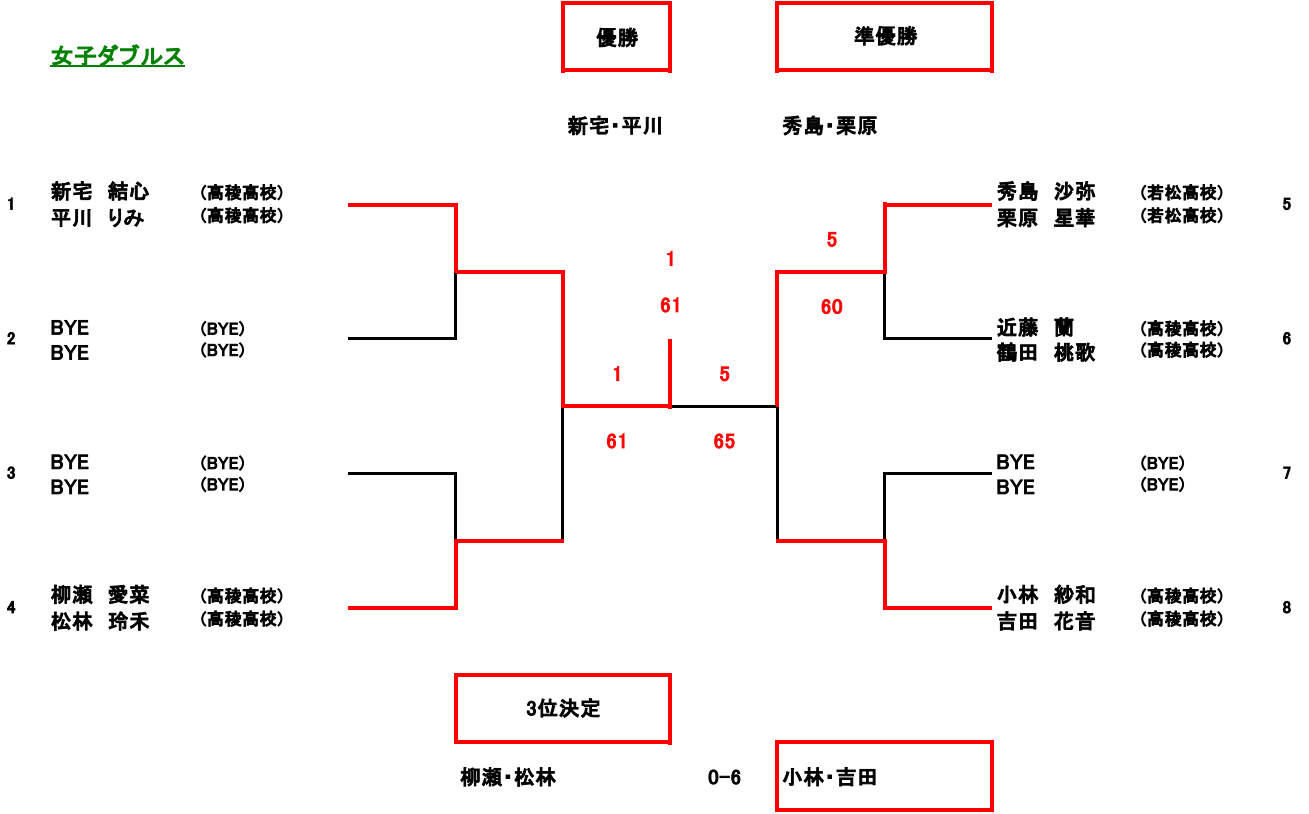 優勝
準優勝
女子ダブルス
新宅・平川
秀島・栗原
1
新宅 結心 (高稜高校)
平川 りみ (高稜高校)
秀島 沙弥 (若松高校)
栗原 星華 (若松高校)
5
5
1
61
60
2
BYE (BYE)
BYE (BYE)
近藤 蘭 (高稜高校)
鶴田 桃歌 (高稜高校)
6
1
5
61
65
3
BYE (BYE)
BYE (BYE)
BYE (BYE)
BYE (BYE)
7
4
柳瀬 愛菜 (高稜高校)
松林 玲禾 (高稜高校)
小林 紗和 (高稜高校)
吉田 花音 (高稜高校)
8
3位決定
柳瀬・松林 0-6 小林・吉田